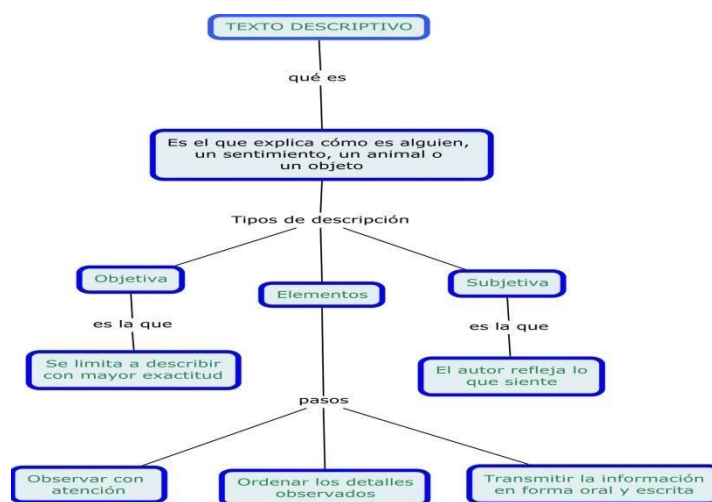 TEXTO DESCRIPTIVO
qué es
Es el que explica cómo es alguien,
un sentimiento, un animal o
un objeto
Tipos de descripción
Objetiva
Elementos
Subjetiva
es la que
es la que
Se limita a describir
con mayor exactitud
El autor refleja lo
que siente
pasos
Observar con
atención
Ordenar los detalles
observados
Transmitir la información
en forma oral y escrita